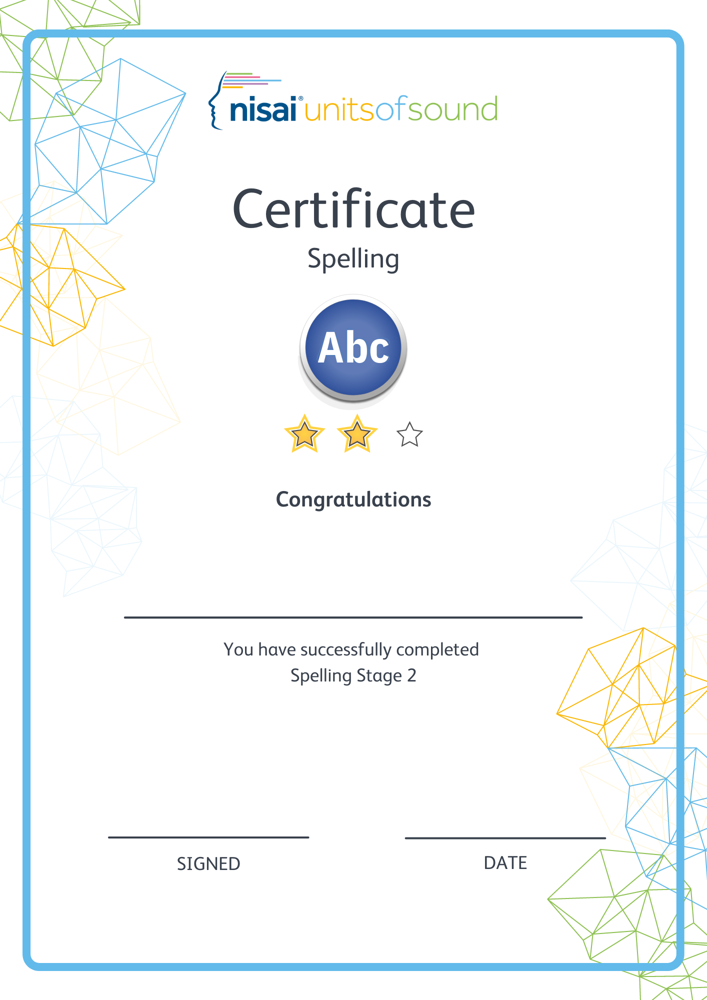 nisai® unitsofsound
Certificate
Spelling
Abc
Congratulations
You have successfully completed
Spelling Stage 2
SIGNED
DATE